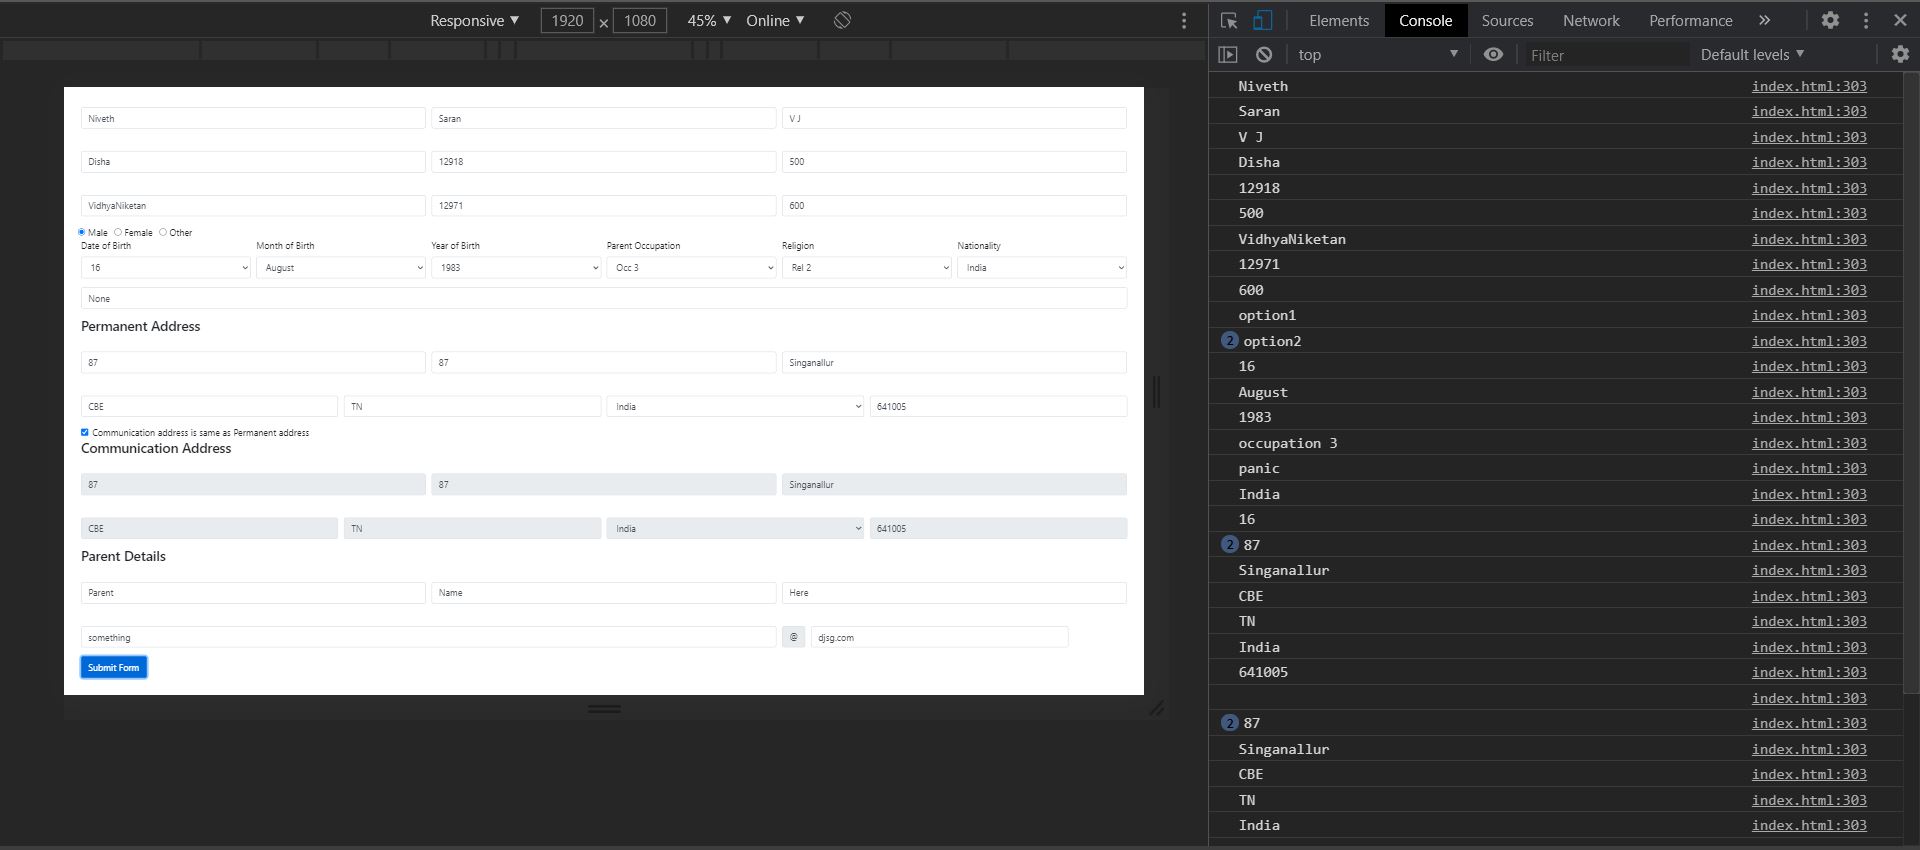 Responsive ▼ 1920 × 1080 45% ▼ Online ▼
Elements Console Sources Network Performance »
top ▼ Filter Default levels ▼
Niveth Saran V J
Disha 12918 500
VidhyaNiketan 12971 600
Male Female Other
Date of Birth Month of Birth Year of Birth Parent Occupation Religion Nationality
16 August 1983 Occ 3 Rel 2 India
None
Permanent Address
87 87 Singanallur
CBE TN India 641005
Communication address is same as Permanent address
Communication Address
87 87 Singanallur
CBE TN India 641005
Parent Details
Parent Name Here
something @ djsg.com
Submit Form
Niveth index.html:303
Saran index.html:303
V J index.html:303
Disha index.html:303
12918 index.html:303
500 index.html:303
VidhyaNiketan index.html:303
12971 index.html:303
600 index.html:303
option1 index.html:303
2 option2 index.html:303
16 index.html:303
August index.html:303
1983 index.html:303
occupation 3 index.html:303
panic index.html:303
India index.html:303
16 index.html:303
2 87 index.html:303
Singanallur index.html:303
CBE index.html:303
TN index.html:303
India index.html:303
641005 index.html:303
index.html:303
2 87 index.html:303
Singanallur index.html:303
CBE index.html:303
TN index.html:303
India index.html:303